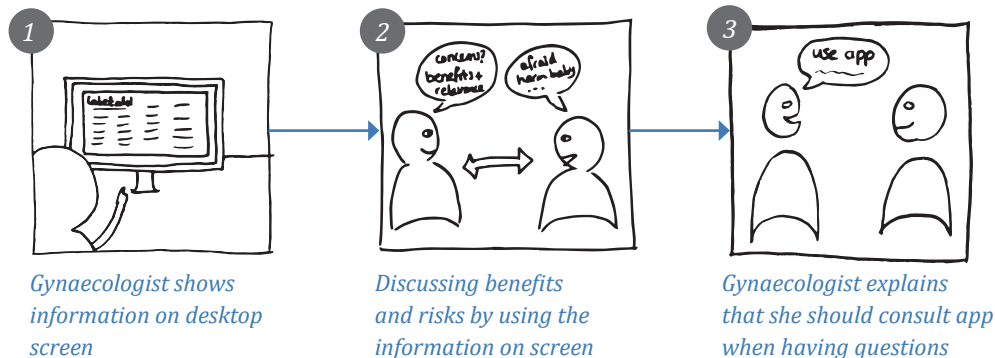 1
Labetalol
Gynaecologist shows
information on desktop
screen
2
concerns?
benefits +
relevance
afraid
harm baby
...
Discussing benefits
and risks by using the
information on screen
3
use app
Gynaecologist explains
that she should consult app
when having questions